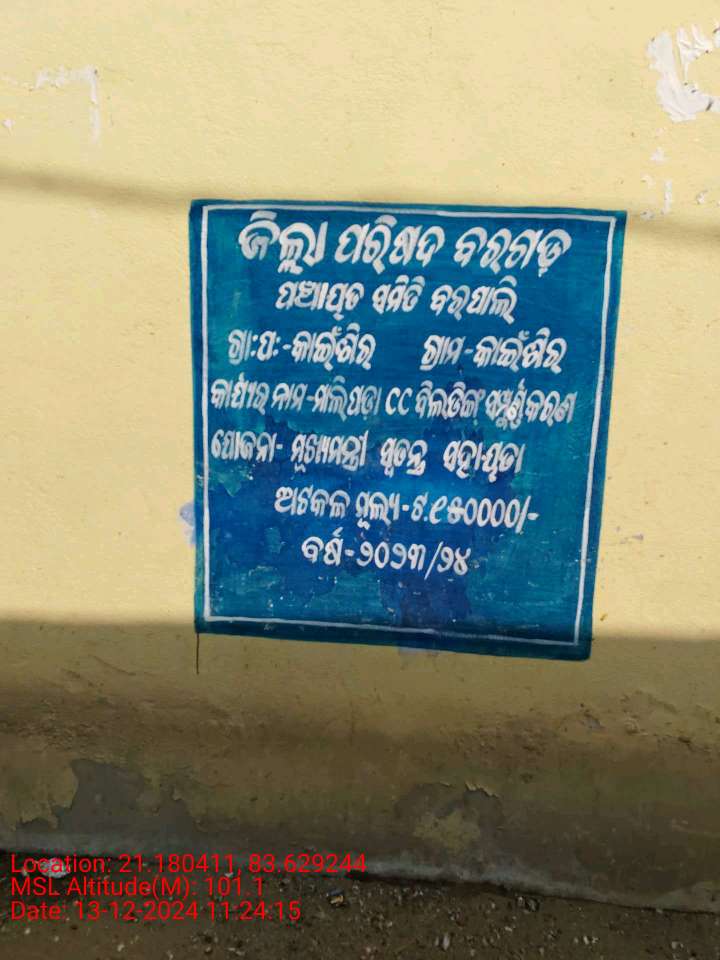 ଜିଲ୍ଲା ପରିଷଦ ବରଗଡ଼
ପଞ୍ଚାୟତ ସମିତି ବରପାଲି
ଗ୍ରା:ପ:-କାଇଁଶିର ଗ୍ରାମ-କାଇଁଶିର
କାର୍ଯ୍ୟର ନାମ-ମାଲିପଡ଼ା CC ବିଲଡିଙ୍ଗ ସମ୍ପୂର୍ଣ୍ଣକରଣ
ଯୋଜନା- ମୁଖ୍ୟମନ୍ତ୍ରୀ ସ୍ୱତନ୍ତ୍ର ସହାୟତା
ଅଟକଳ ମୂଲ୍ୟ-ଟ.୧୫୦୦୦୦/-
ବର୍ଷ-୨୦୨୩/୨୪
Location: 21.180411, 83.629244
MSL Altitude(M): 101.1
Date: 13-12-2024 11:24.15